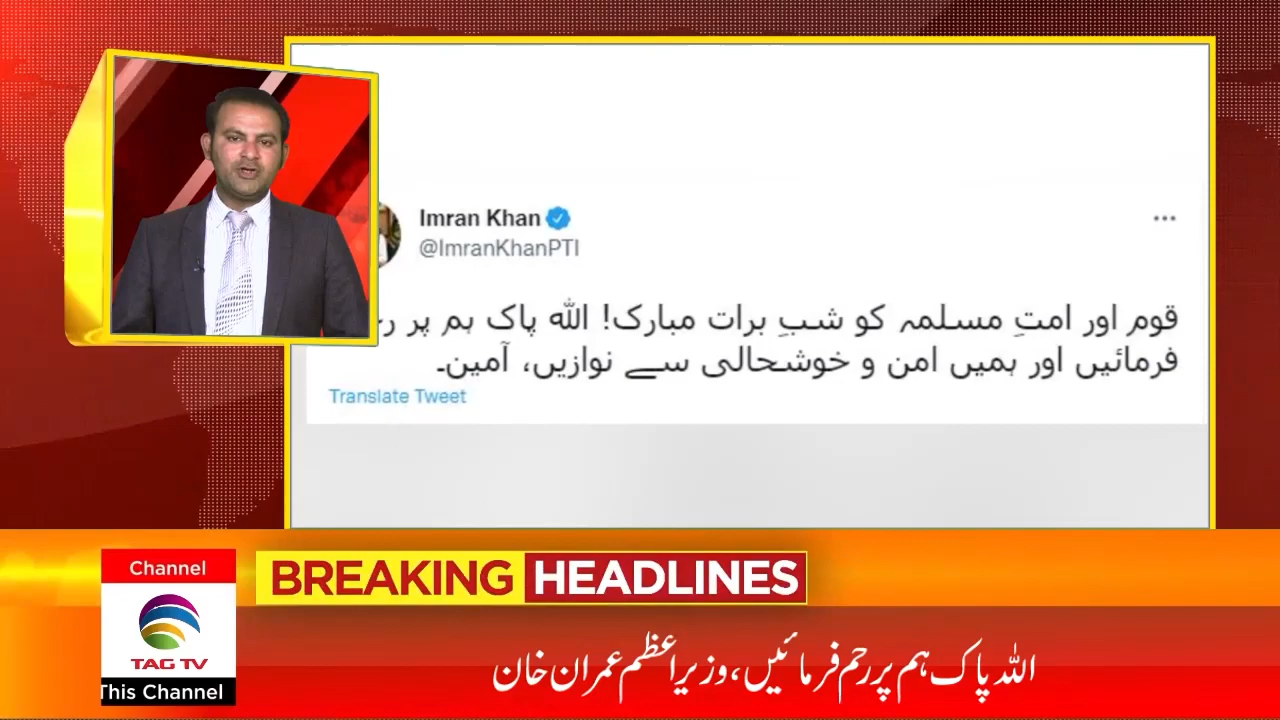 Imran Khan
@ImranKhanPTI
قوم اور امتِ مسلمہ کو شبِ برات مبارک! اللہ پاک ہم پر
فرمائیں اور ہمیں امن و خوشحالی سے نوازیں، آمین۔
Translate Tweet
Channel
TAG TV
This Channel
BREAKING HEADLINES
اللہ پاک ہم پر رحم فرمائیں، وزیراعظم عمران خان